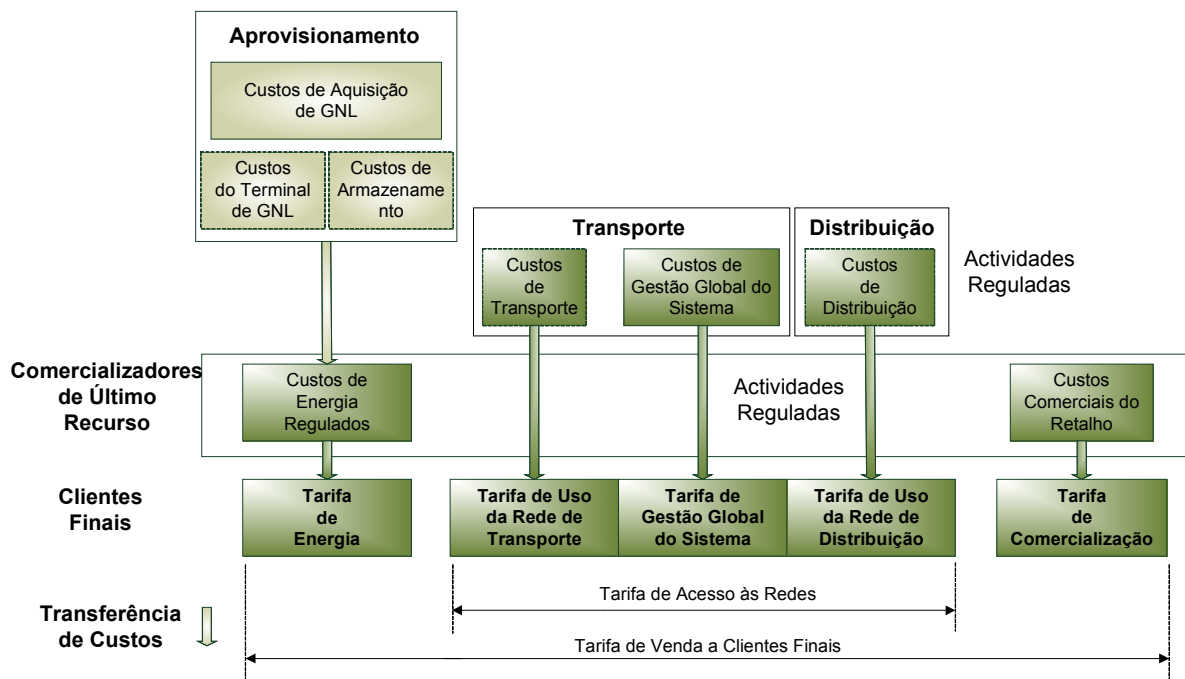 Aprovisionamento
Custos de Aquisição
de GNL
Custos
do Terminal
de GNL
Custos de
Armazename
nto
Transporte
Custos
de
Transporte
Custos de
Gestão Global do
Sistema
Distribuição
Custos
de
Distribuição
Actividades
Reguladas
Comercializadores
de Último
Recurso
Custos de
Energia
Regulados
Actividades
Reguladas
Custos
Comerciais do
Retalho
Clientes
Finais
Tarifa
de
Energia
Tarifa de Uso
da Rede de
Transporte
Tarifa de
Gestão Global
do Sistema
Tarifa de Uso
da Rede de
Distribuição
Tarifa
de
Comercialização
Tarifa de Acesso às Redes
Transferência
de Custos
Tarifa de Venda a Clientes Finais